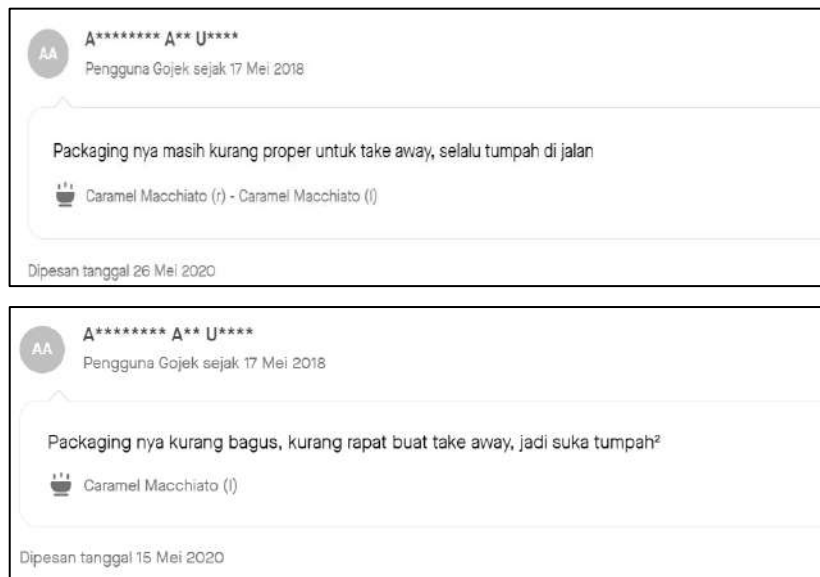 AA
A******** A** U****
Pengguna Gojek sejak 17 Mei 2018
Packaging nya masih kurang proper untuk take away, selalu tumpah di jalan
Caramel Macchiato (r) - Caramel Macchiato (l)
Dipesan tanggal 26 Mei 2020
AA
A******** A** U****
Pengguna Gojek sejak 17 Mei 2018
Packaging nya kurang bagus, kurang rapat buat take away, jadi suka tumpah²
Caramel Macchiato (l)
Dipesan tanggal 15 Mei 2020